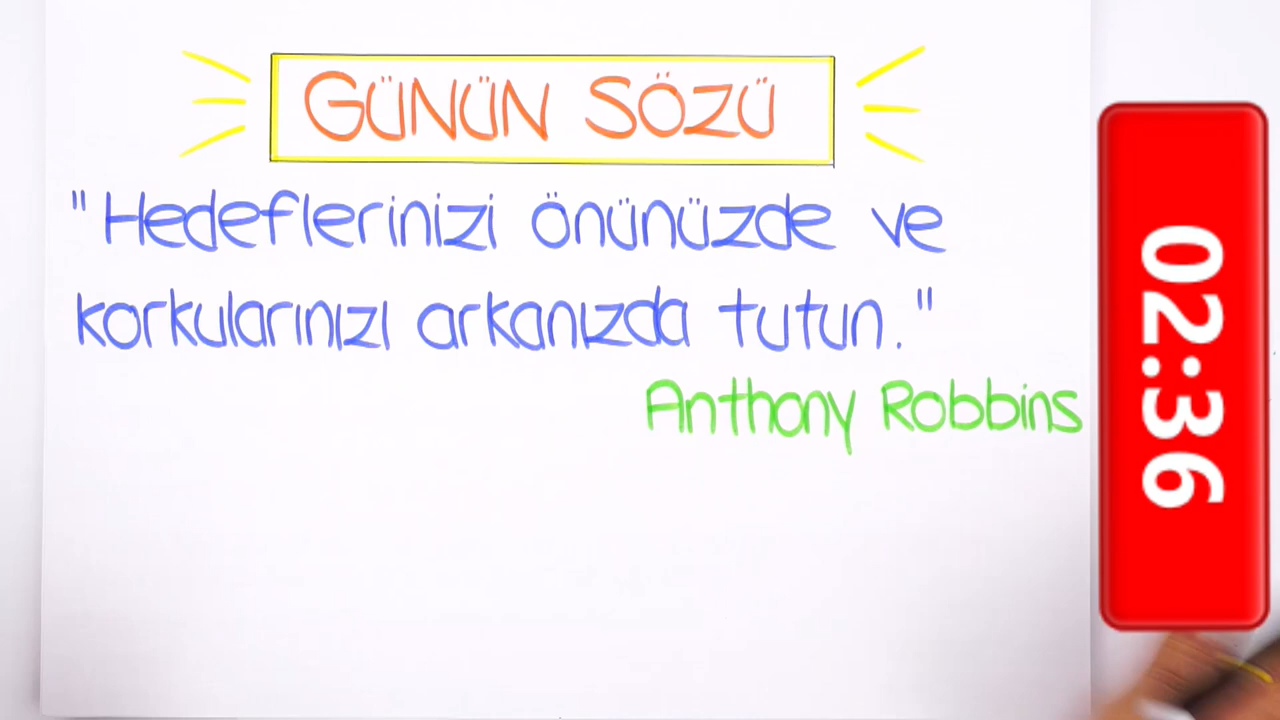 GÜNÜN SÖZÜ
"Hedeflerinizi önünüzde ve
korkularınızı arkanızda tutun."
Anthony Robbins
02:36